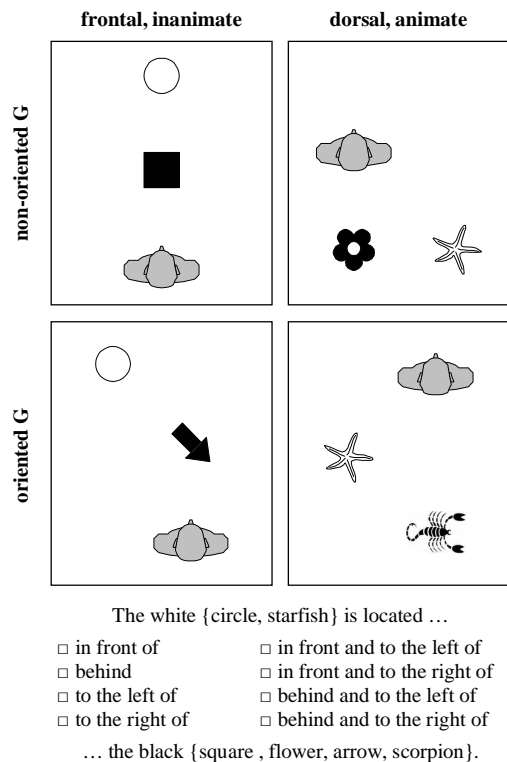 frontal, inanimate
dorsal, animate
non-oriented G
oriented G
The white {circle, starfish} is located …
□ in front of
□ behind
□ to the left of
□ to the right of
□ in front and to the left of
□ in front and to the right of
□ behind and to the left of
□ behind and to the right of
… the black {square , flower, arrow, scorpion}.